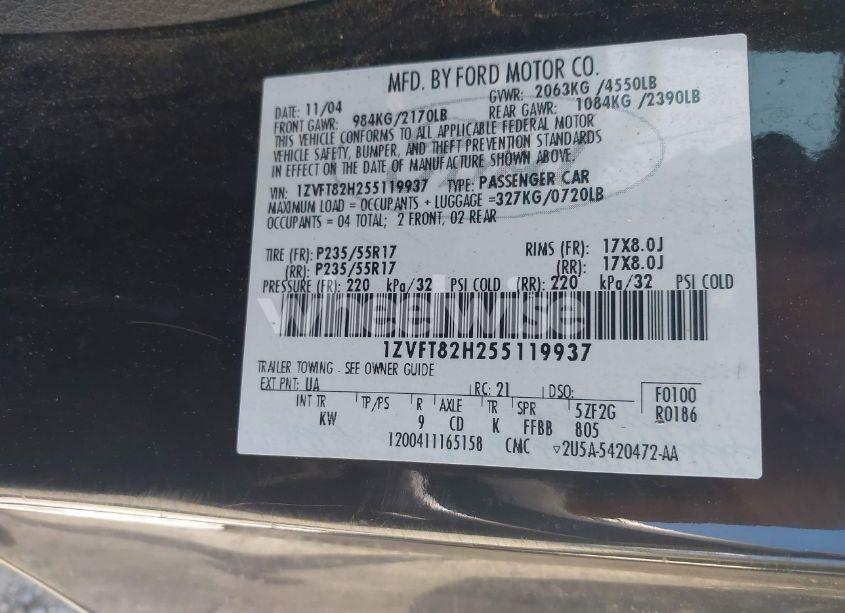 MFD. BY FORD MOTOR CO.
DATE: 11/04 GVWR: 2063KG /4550LB
FRONT GAWR: 984KG/2170LB REAR GAWR: 1084KG /2390LB
THIS VEHICLE CONFORMS TO ALL APPLICABLE FEDERAL MOTOR
VEHICLE SAFETY, BUMPER, AND THEFT PREVENTION STANDARDS
IN EFFECT ON THE DATE OF MANUFACTURE SHOWN ABOVE.
VIN: 1ZVFT82H255119937 TYPE: PASSENGER CAR
MAXIMUM LOAD = OCCUPANTS + LUGGAGE =327KG/0720LB
OCCUPANTS = 04 TOTAL; 2 FRONT, 02 REAR
TIRE (FR): P235/55R17 RIMS (FR): 17X8.0J
(RR): P235/55R17 (RR): 17X8.0J
PRESSURE (FR): 220 kPa/32 PSI COLD (RR): 220 kPa/32 PSI COLD
wheelwise
1ZVFT82H255119937
TRAILER TOWING - SEE OWNER GUIDE
EXT PNT: UA RC: 21 DSO: F0100
INT TR TP/PS R AXLE TR SPR 5ZF2G R0186
KW 9 CD K FFBB 805
1200411165158 CMC ▽2U5A-5420472-AA